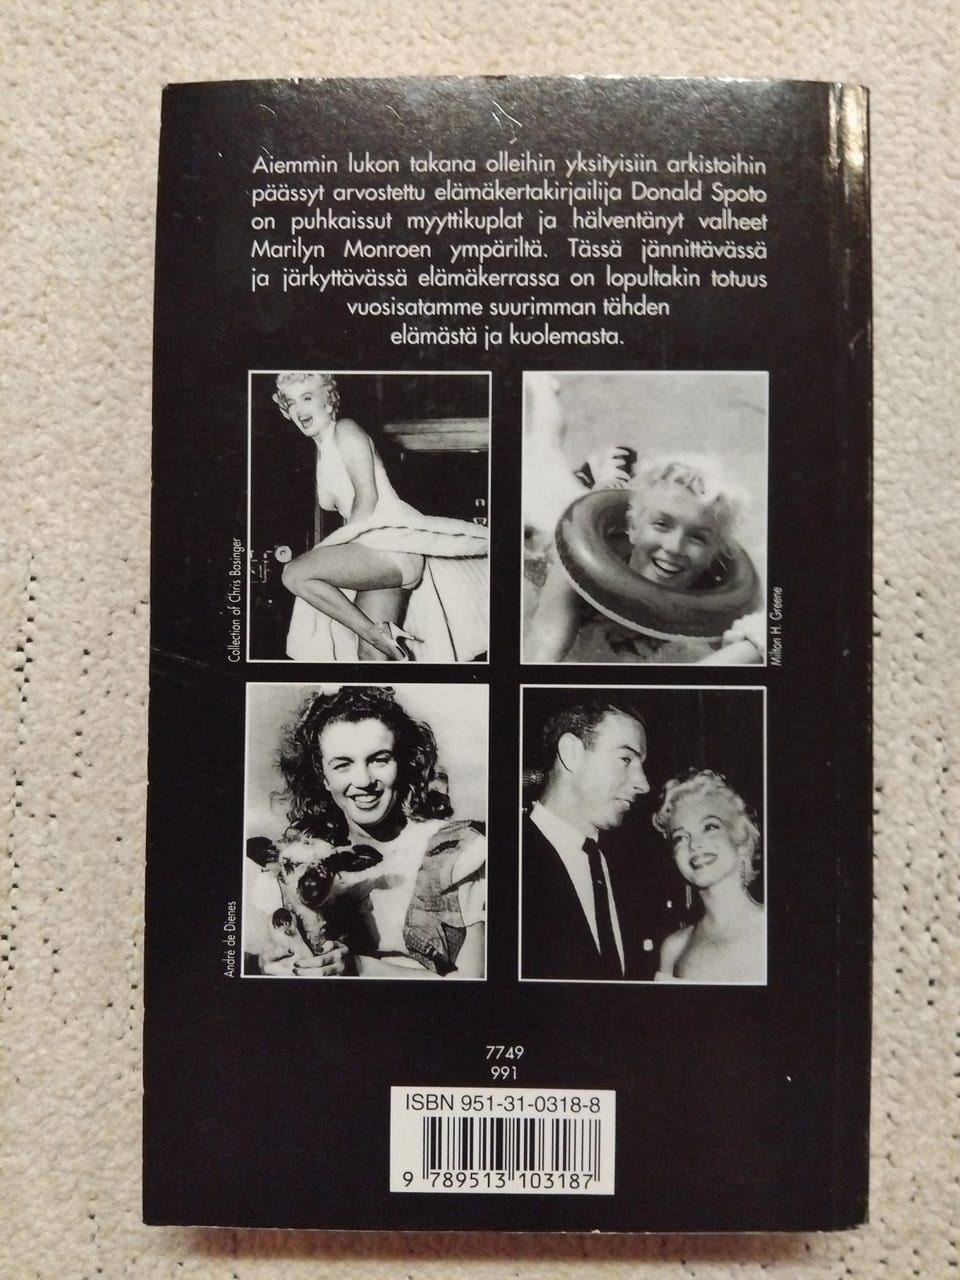 Aiemmin lukon takana olleihin yksityisiin arkistoihin
päässyt arvostettu elämäkertakirjailija Donald Spoto
on puhkaissut myyttikuplat ja hälventänyt valheet
Marilyn Monroen ympäriltä. Tässä jännittävässä
ja järkyttävässä elämäkerrassa on lopultakin totuus
vuosisatamme suurimman tähden
elämästä ja kuolemasta.
Collection of Chris Basinger
Milton H. Greene
André de Dienes
7749
991
ISBN 951-31-0318-8
9 789513 103187